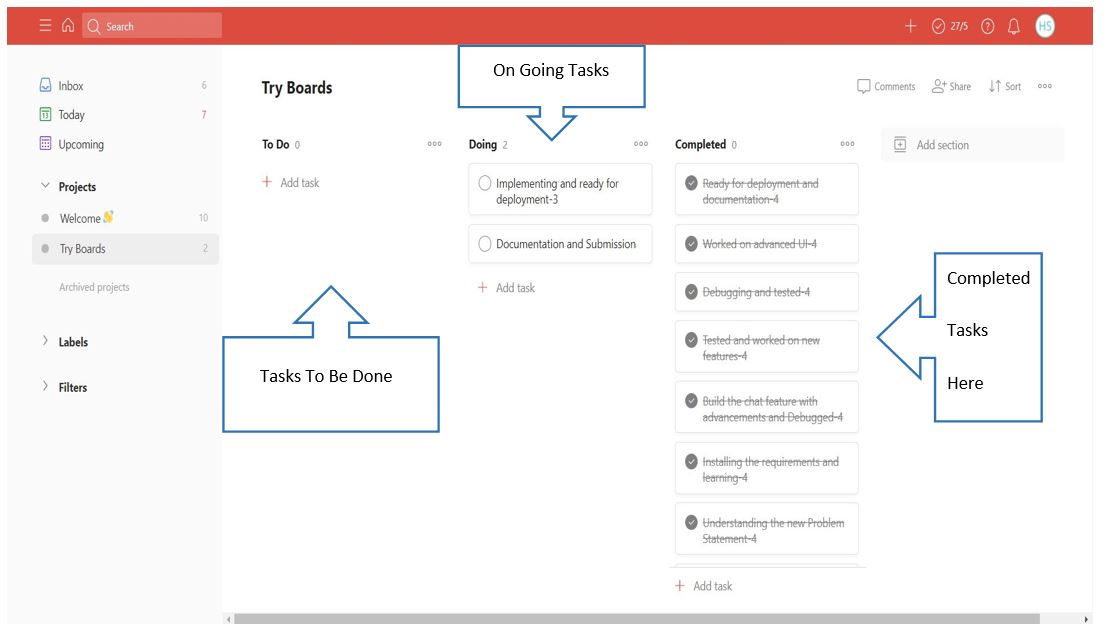 Search
27/5
HS
Inbox 6
13
Today 7
Upcoming
Projects
Welcome👋 10
Try Boards 2
Archived projects
Labels
Filters
Try Boards
Comments
Share
Sort
On Going Tasks
To Do 0
Add task
Tasks To Be Done
Doing 2
Implementing and ready for
deployment-3
Documentation and Submission
Add task
Completed 0
Ready for deployment and
documentation-4
Worked on advanced UI-4
Debugging and tested-4
Tested and worked on new
features-4
Build the chat feature with
advancements and Debugged-4
Installing the requirements and
learning-4
Understanding the new Problem
Statement-4
Add task
Add section
Completed
Tasks
Here